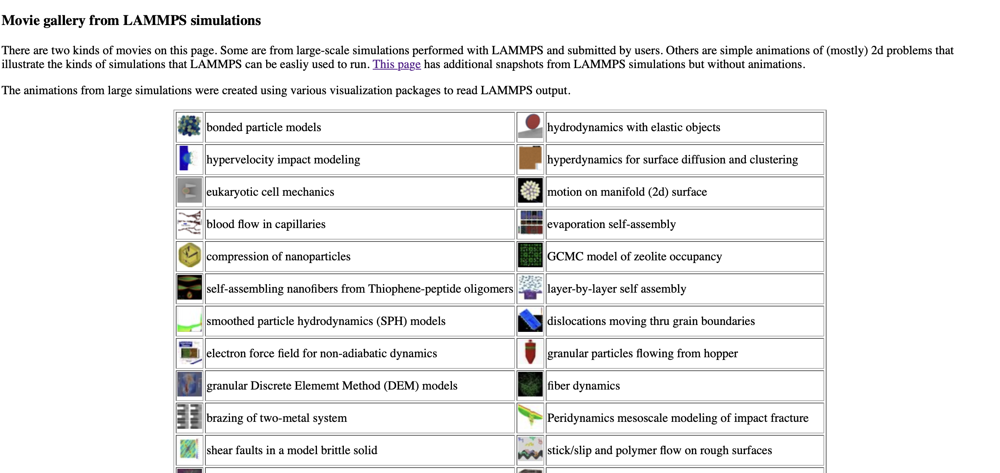 Movie gallery from LAMMPS simulations
There are two kinds of movies on this page. Some are from large-scale simulations performed with LAMMPS and submitted by users. Others are simple animations of (mostly) 2d problems that
illustrate the kinds of simulations that LAMMPS can be easliy used to run. This page has additional snapshots from LAMMPS simulations but without animations.
The animations from large simulations were created using various visualization packages to read LAMMPS output.
bonded particle models
hydrodynamics with elastic objects
hypervelocity impact modeling
hyperdynamics for surface diffusion and clustering
eukaryotic cell mechanics
motion on manifold (2d) surface
blood flow in capillaries
evaporation self-assembly
compression of nanoparticles
GCMC model of zeolite occupancy
self-assembling nanofibers from Thiophene-peptide oligomers
layer-by-layer self assembly
smoothed particle hydrodynamics (SPH) models
dislocations moving thru grain boundaries
electron force field for non-adiabatic dynamics
granular particles flowing from hopper
granular Discrete Elememt Method (DEM) models
fiber dynamics
brazing of two-metal system
Peridynamics mesoscale modeling of impact fracture
shear faults in a model brittle solid
stick/slip and polymer flow on rough surfaces